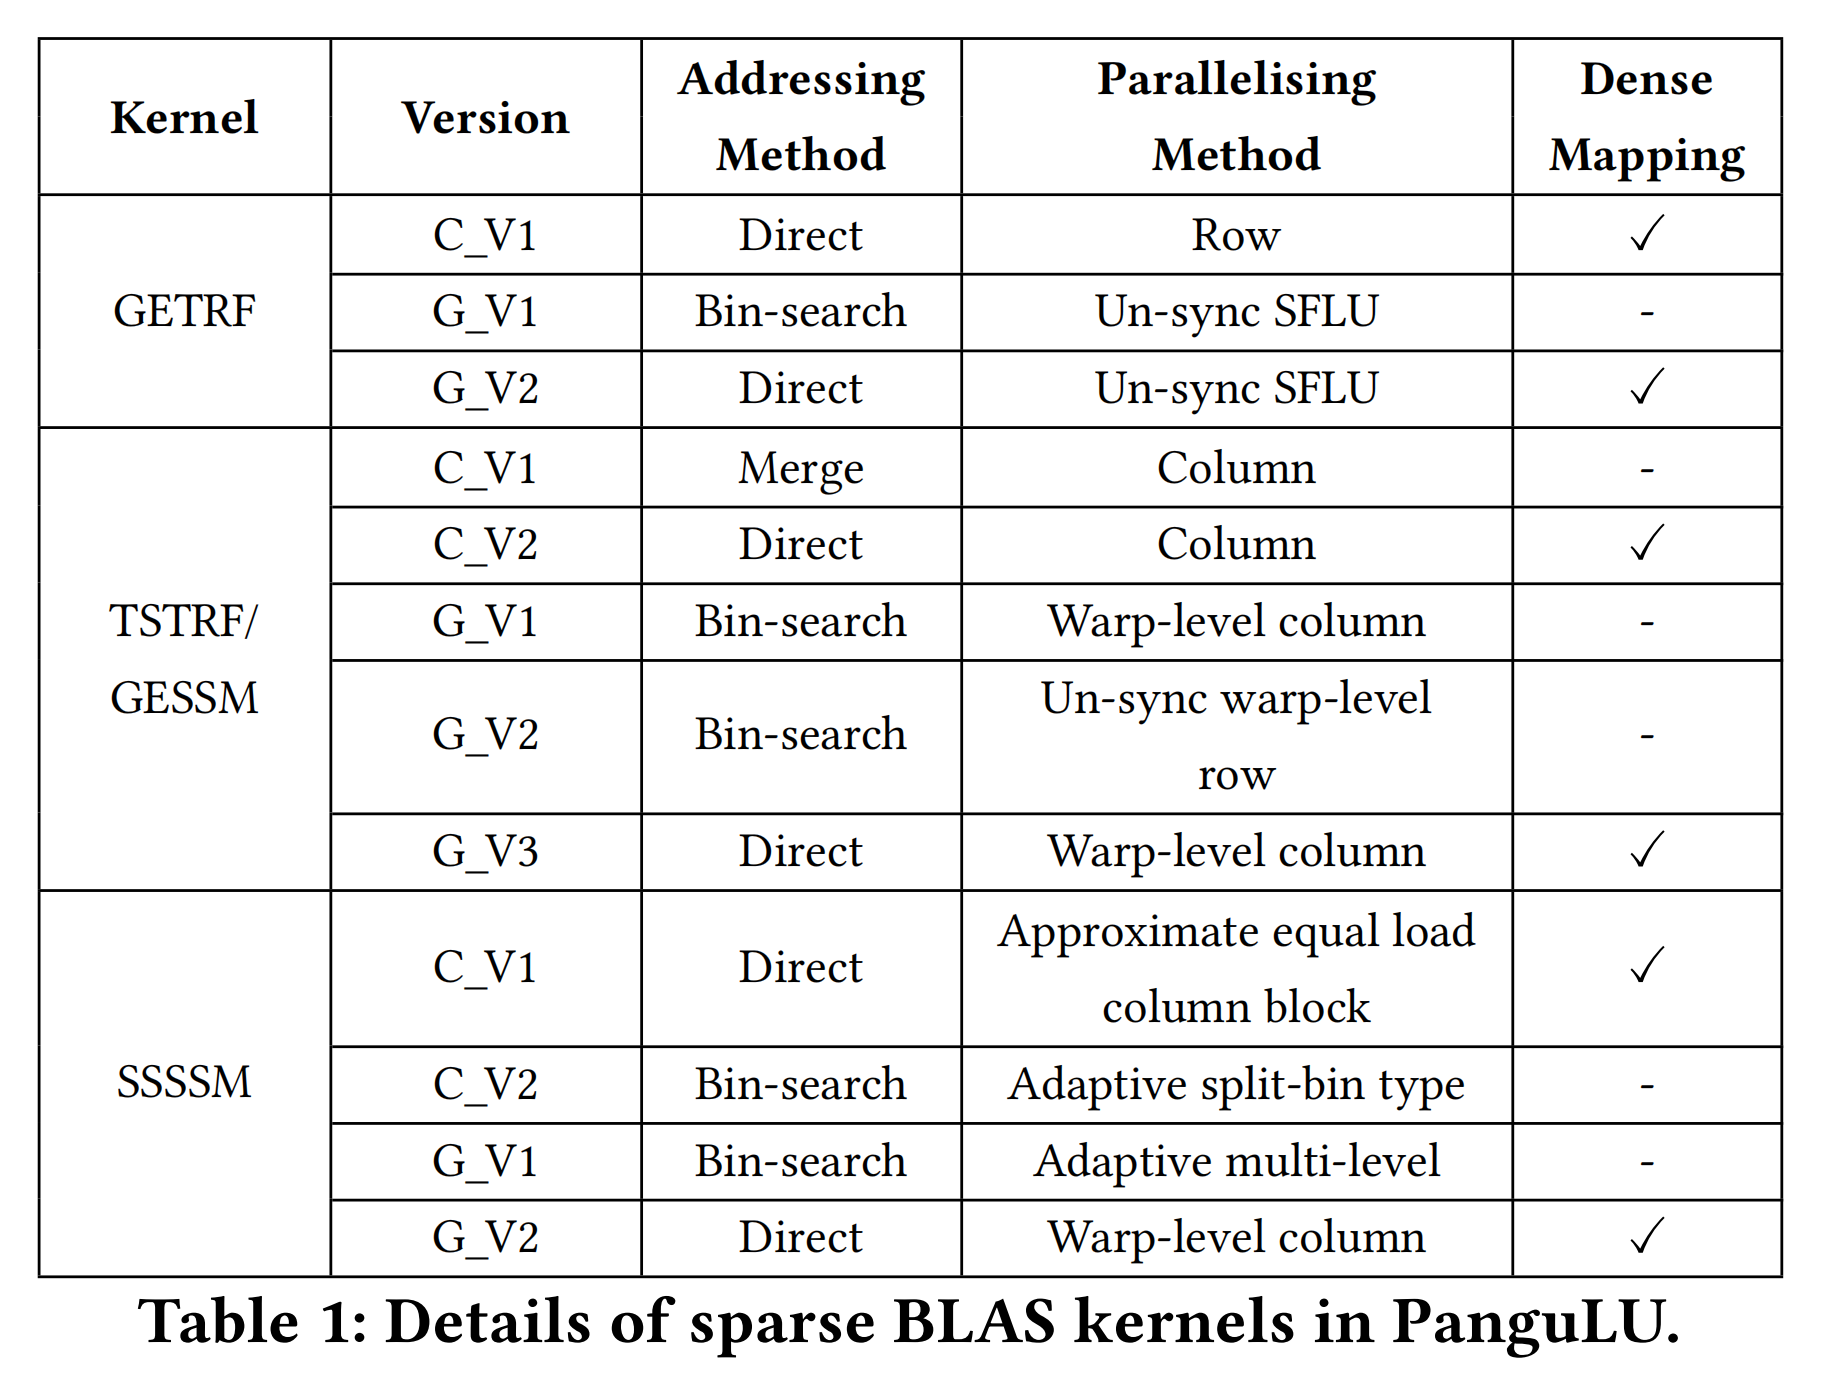 Kernel Version Addressing Method Parallelising Method Dense Mapping
GETRF C_V1 Direct Row ✓
G_V1 Bin-search Un-sync SFLU -
G_V2 Direct Un-sync SFLU ✓
TSTRF/ GESSM C_V1 Merge Column -
C_V2 Direct Column ✓
G_V1 Bin-search Warp-level column -
G_V2 Bin-search Un-sync warp-level row -
G_V3 Direct Warp-level column ✓
SSSSM C_V1 Direct Approximate equal load column block ✓
C_V2 Bin-search Adaptive split-bin type -
G_V1 Bin-search Adaptive multi-level -
G_V2 Direct Warp-level column ✓
Table 1: Details of sparse BLAS kernels in PanguLU.